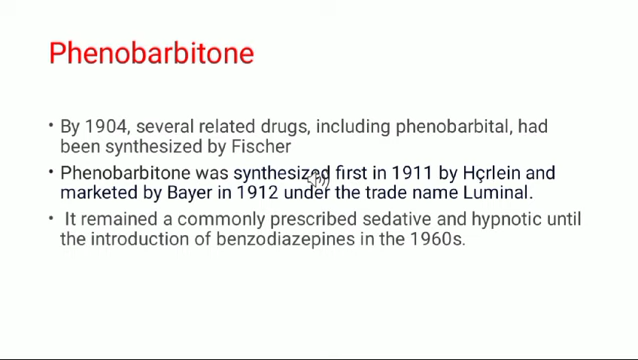 Phenobarbitone
• By 1904, several related drugs, including phenobarbital, had
been synthesized by Fischer
• Phenobarbitone was synthesized first in 1911 by Hçrlein and
marketed by Bayer in 1912 under the trade name Luminal.
• It remained a commonly prescribed sedative and hypnotic until
the introduction of benzodiazepines in the 1960s.